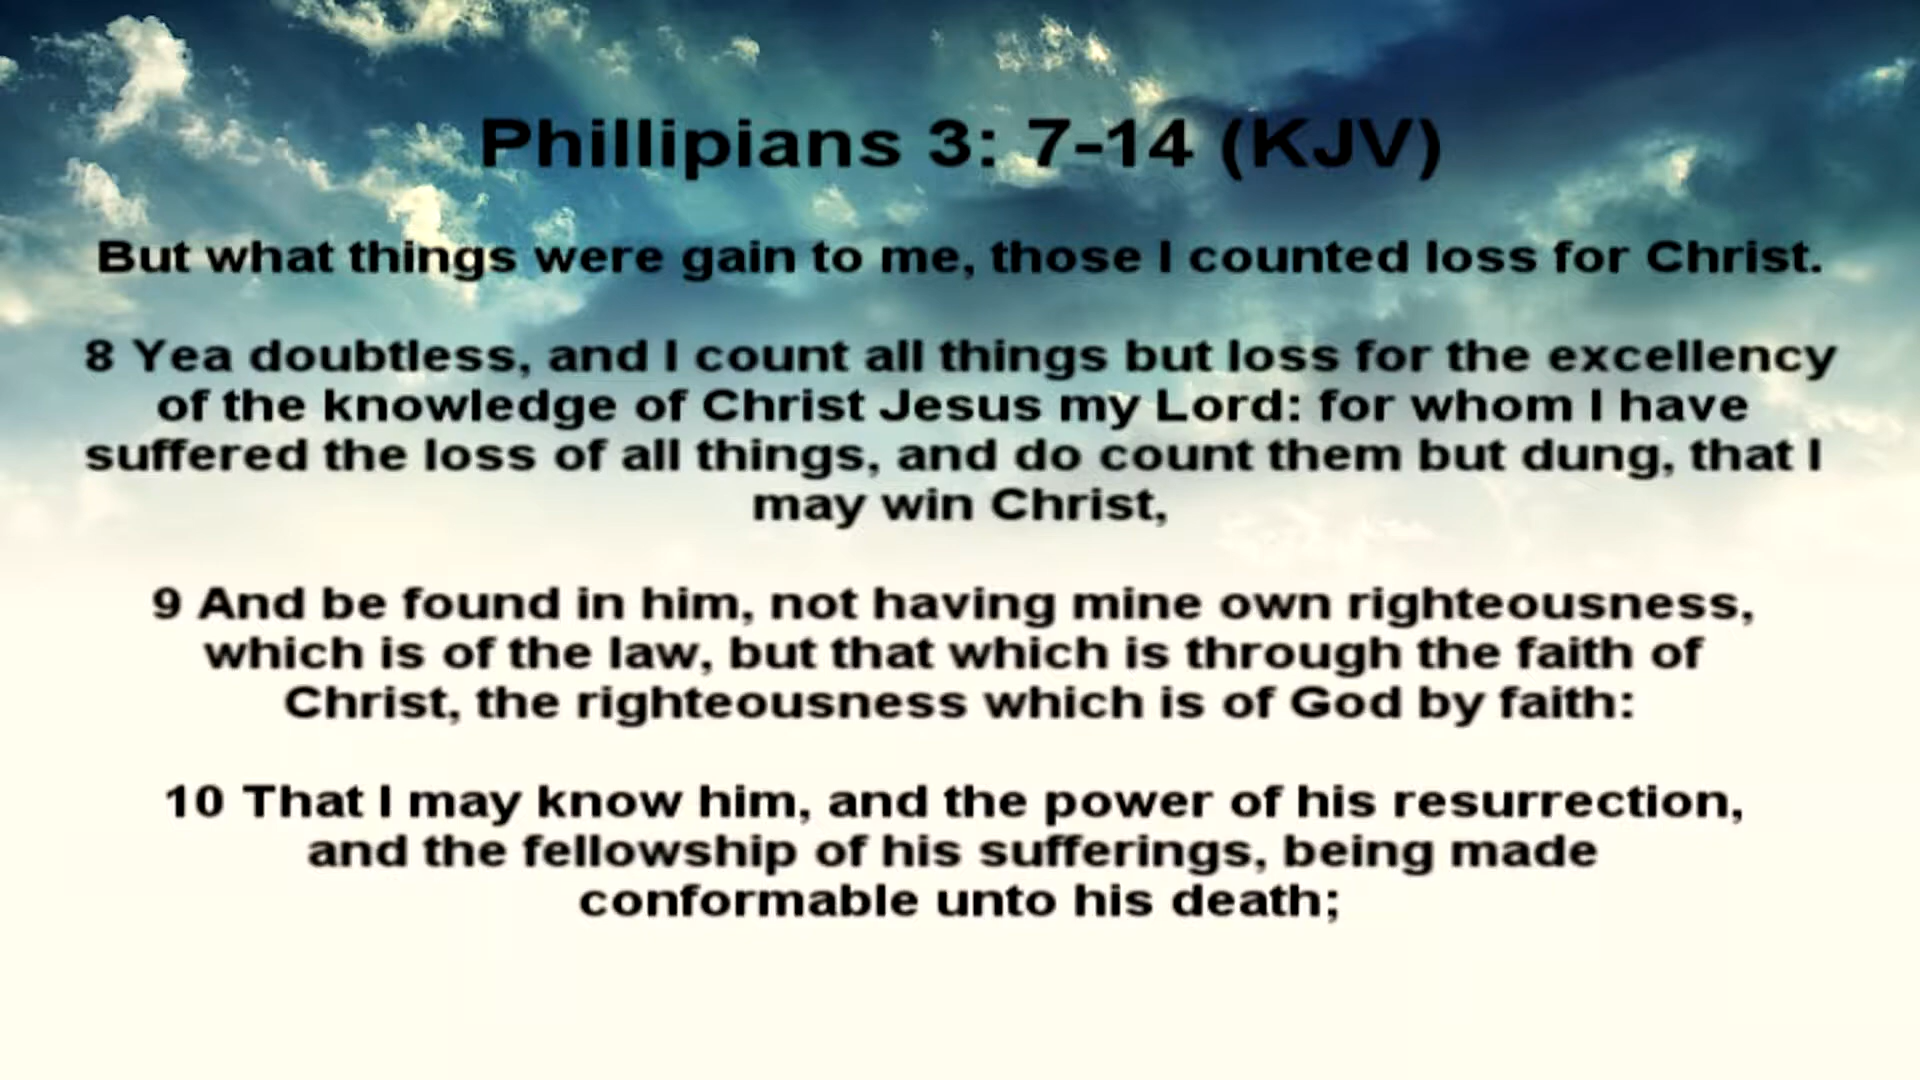 Phillipians 3: 7-14 (KJV)
But what things were gain to me, those I counted loss for Christ.
8 Yea doubtless, and I count all things but loss for the excellency
of the knowledge of Christ Jesus my Lord: for whom I have
suffered the loss of all things, and do count them but dung, that I
may win Christ,
9 And be found in him, not having mine own righteousness,
which is of the law, but that which is through the faith of
Christ, the righteousness which is of God by faith:
10 That I may know him, and the power of his resurrection,
and the fellowship of his sufferings, being made
conformable unto his death;